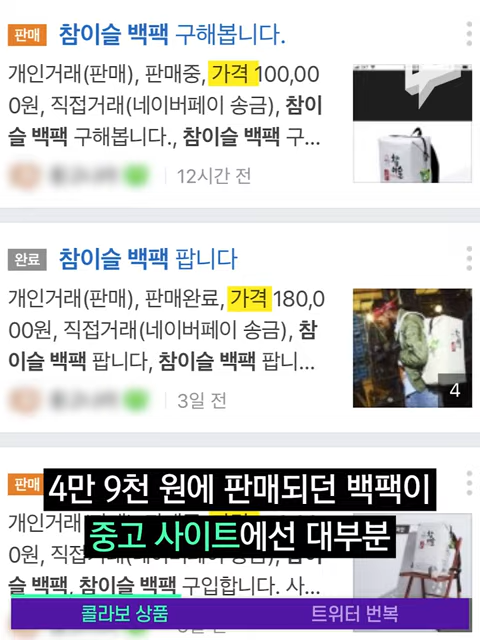 판매 참이슬 백팩 구해봅니다.
개인거래(판매), 판매중, 가격 100,00
0원, 직접거래(네이버페이 송금), 참이
슬 백팩 구해봅니다., 참이슬 백팩 구...
12시간 전
완료 참이슬 백팩 팝니다
개인거래(판매), 판매완료, 가격 180,0
00원, 직접거래(네이버페이 송금), 참
이슬 백팩 팝니다, 참이슬 백팩 팝니...
3일 전
4
판매
4만 9천 원에 판매되던 백팩이
중고 사이트에선 대부분
슬 백팩, 참이슬 백팩 구입합니다. 사...
콜라보 상품 트위터 번복